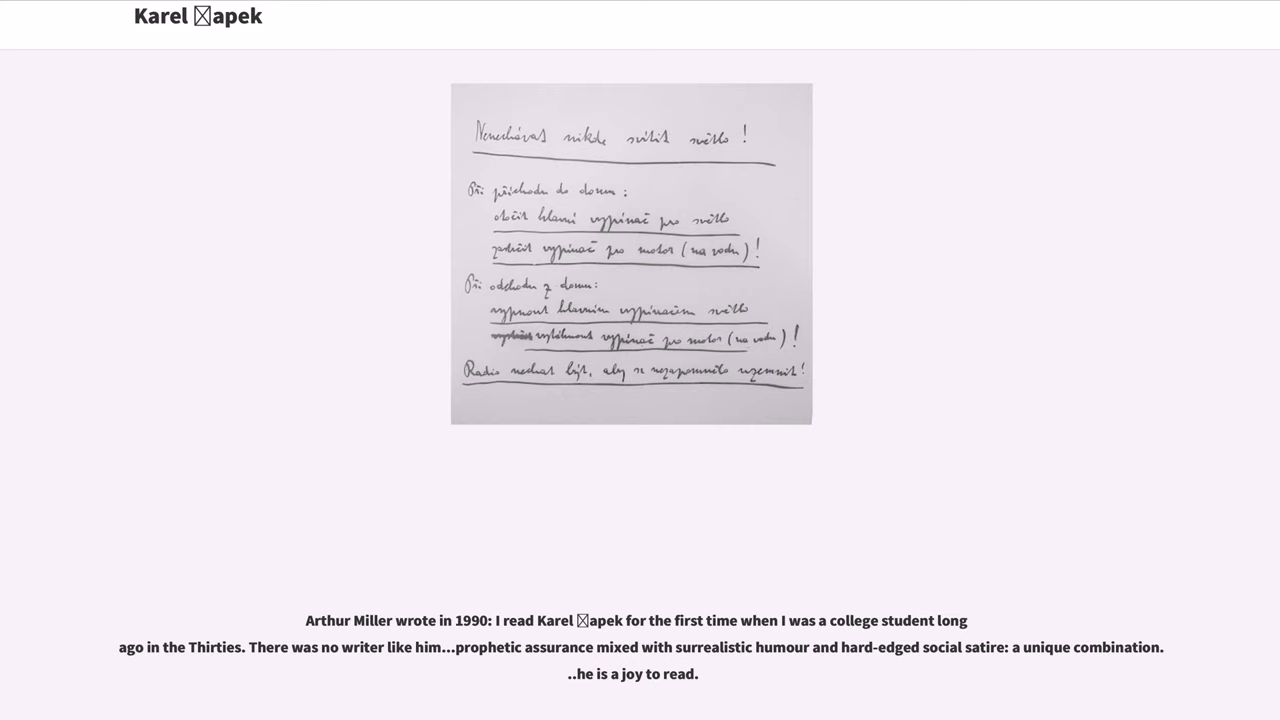 Karel apek
Nenechávat nikde svítit světlo!
Při příchodu do domu:
otočit hlavní vypínač pro světlo
zastrčit vypínač pro motor (na vodu)!
Při odchodu z domu:
vypnout hlavním vypínačem světlo
vytáhnout vypínač pro motor (na vodu)!
Radio nechat být, aby se nezapomnělo uzemnit!
Arthur Miller wrote in 1990: I read Karel apek for the first time when I was a college student long
ago in the Thirties. There was no writer like him...prophetic assurance mixed with surrealistic humour and hard-edged social satire: a unique combination.
..he is a joy to read.